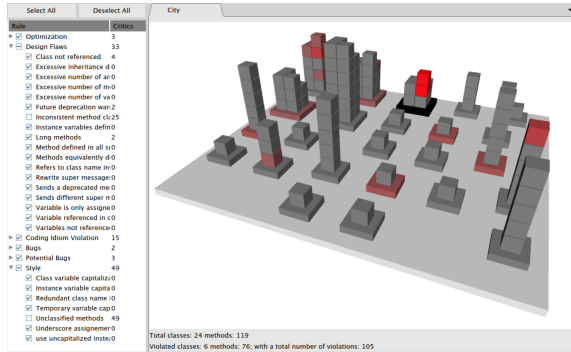 Select All Deselect All City
Rule Critics
Optimization 3
Design Flaws 33
Class not referenced 4
Excessive inheritance d 0
Excessive number of ar 0
Excessive number of m 0
Excessive number of va 0
Future deprecation war 2
Inconsistent method cla 25
Instance variables defin 0
Long methods 2
Method defined in all su 0
Methods equivalently d 0
Refers to class name in 0
Rewrite super message 0
Sends a deprecated me 0
Sends different super m 0
Variable is only assigne 0
Variable referenced in c 0
Variables not reference 0
Coding Idiom Violation 15
Bugs 2
Potential Bugs 3
Style 49
Class variable capitaliza 0
Instance variable capita 0
Redundant class name i 0
Temporary variable cap 0
Unclassified methods 49
Underscore assignemer 0
use uncapitalized inste 0
Total classes: 24 methods: 119
Violated classes: 6 methods: 76; with a total number of violations: 105